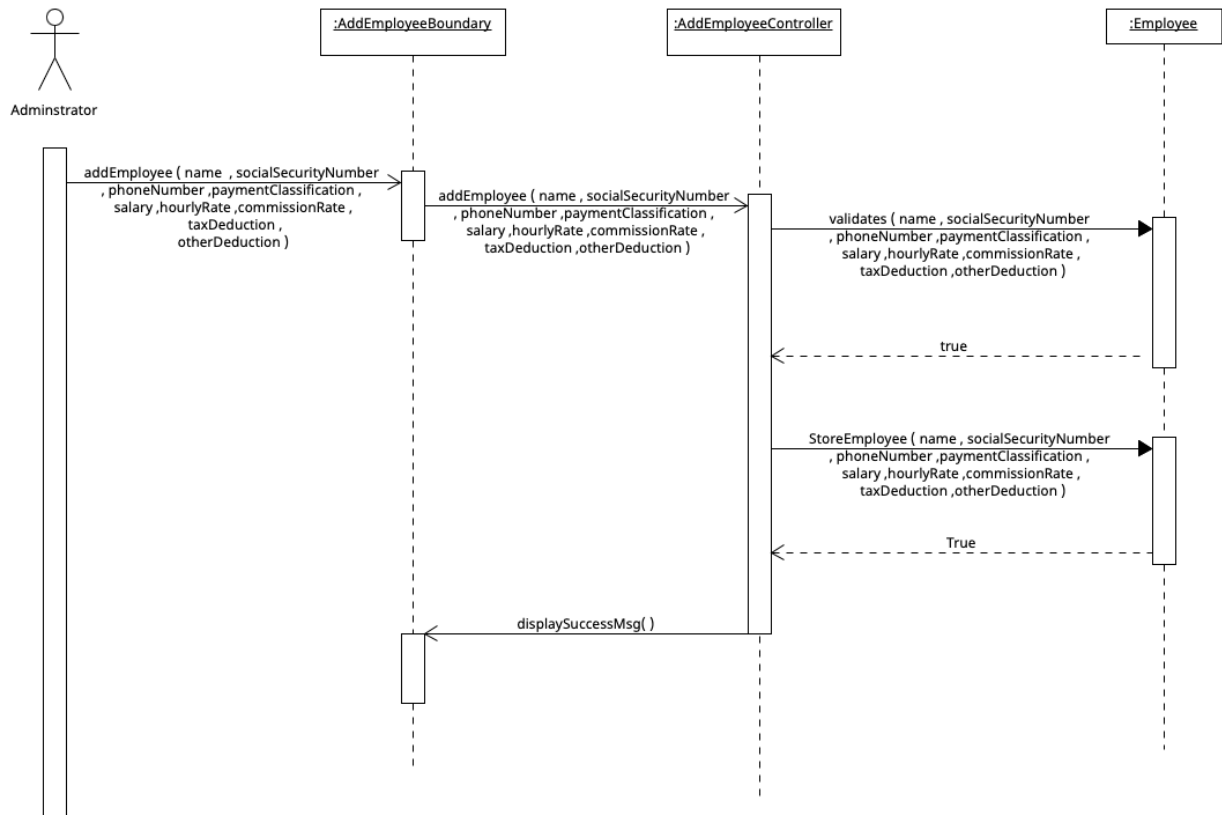 :AddEmployeeBoundary
:AddEmployeeController
:Employee
Adminstrator
addEmployee ( name  , socialSecurityNumber
, phoneNumber ,paymentClassification ,
salary ,hourlyRate ,commissionRate ,
taxDeduction ,
otherDeduction )
addEmployee ( name , socialSecurityNumber
, phoneNumber ,paymentClassification ,
salary ,hourlyRate ,commissionRate ,
taxDeduction ,otherDeduction )
validates ( name , socialSecurityNumber
, phoneNumber ,paymentClassification ,
salary ,hourlyRate ,commissionRate ,
taxDeduction ,otherDeduction )
true
StoreEmployee ( name , socialSecurityNumber
, phoneNumber ,paymentClassification ,
salary ,hourlyRate ,commissionRate ,
taxDeduction ,otherDeduction )
True
displaySuccessMsg( )